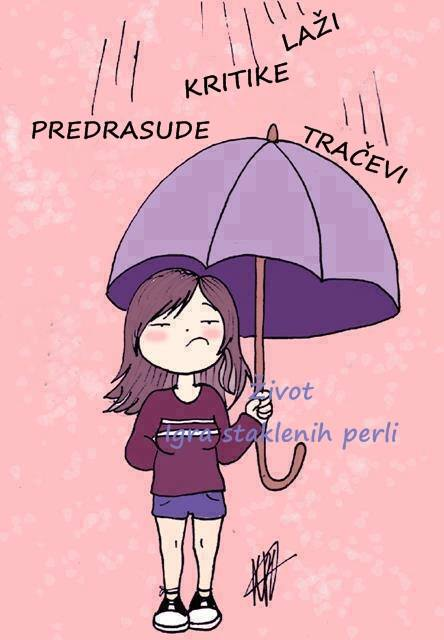 LAŽI
KRITIKE
PREDRASUDE
TRAČEVI
Život
igra staklenih perli